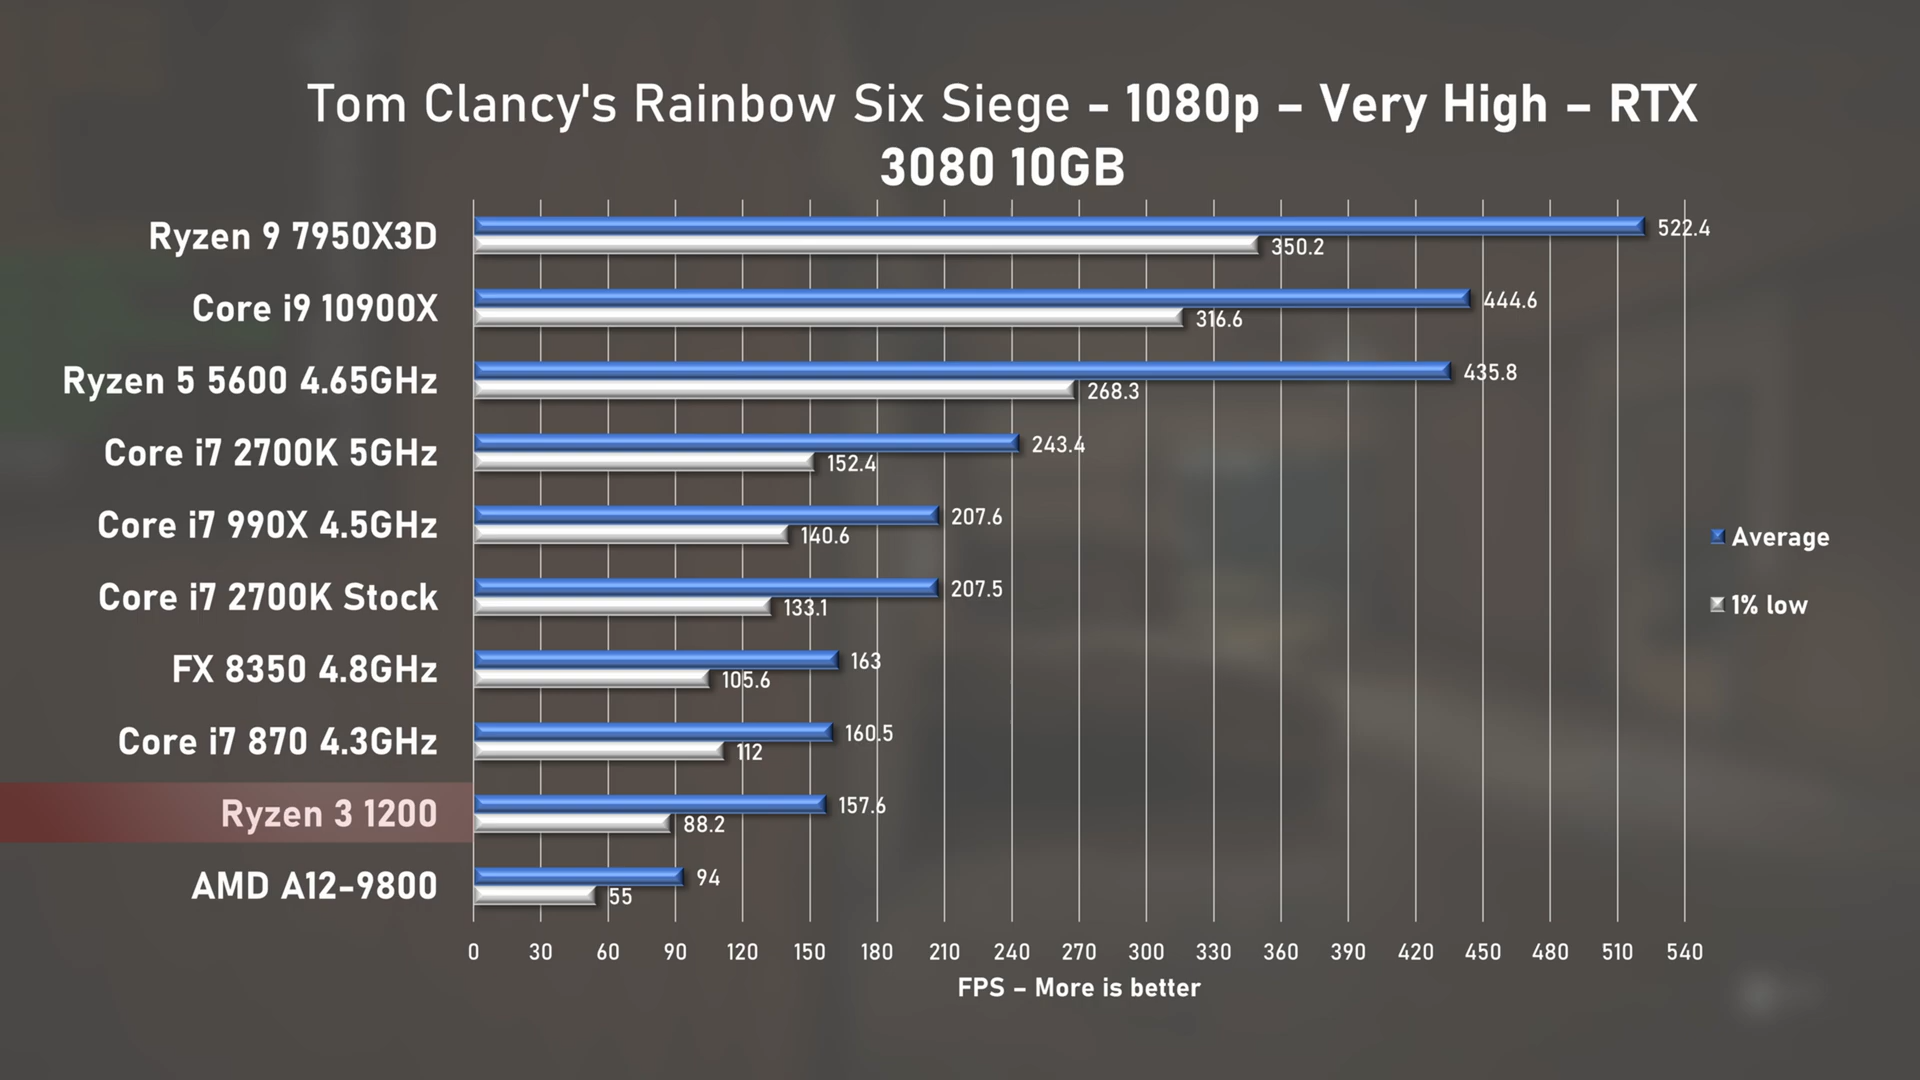 Tom Clancy's Rainbow Six Siege - 1080p – Very High – RTX
3080 10GB
Ryzen 9 7950X3D
522.4
350.2
Core i9 10900X
444.6
316.6
Ryzen 5 5600 4.65GHz
435.8
268.3
Core i7 2700K 5GHz
243.4
152.4
Core i7 990X 4.5GHz
207.6
140.6
Core i7 2700K Stock
207.5
133.1
FX 8350 4.8GHz
163
105.6
Core i7 870 4.3GHz
160.5
112
Ryzen 3 1200
157.6
88.2
AMD A12-9800
94
55
Average
1% low
0 30 60 90 120 150 180 210 240 270 300 330 360 390 420 450 480 510 540
FPS – More is better